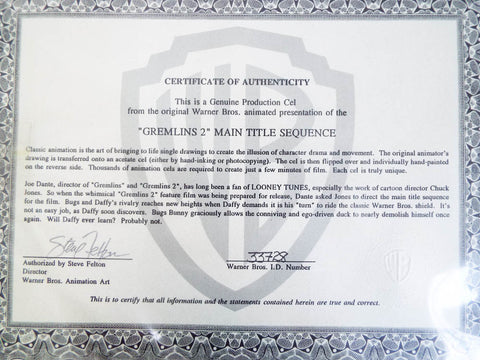 CERTIFICATE OF AUTHENTICITY
This is a Genuine Production Cel
from the original Warner Bros. animated presentation of the
"GREMLINS 2" MAIN TITLE SEQUENCE
Classic animation is the art of bringing to life single drawings to create the illusion of character drama and movement. The original animator's
drawing is transferred onto an acetate cel (either by hand-inking or photocopying). The cel is then flipped over and individually hand-painted
on the reverse side. Thousands of animation cels are required to create just a few minutes of film. Each cel is truly unique.
Joe Dante, director of "Gremlins" and "Gremlins 2", has long been a fan of LOONEY TUNES, especially the work of cartoon director Chuck
Jones. So when the whimsical "Gremlins 2" feature film was being prepared for release, Dante asked Jones to direct the main title sequence
for the film. Bugs and Daffy's rivalry reaches new heights when Daffy demands it is his "turn" to ride the classic Warner Bros. shield. It's
not an easy job, as Daffy soon discovers. Bugs Bunny graciously allows the conniving and ego-driven duck to nearly demolish himself once
again. Will Daffy ever learn? Probably not.
Steve Felton
33728
Authorized by Steve Felton
Warner Bros. I.D. Number
Director
Warner Bros. Animation Art
This is to certify that all information and the statements contained herein are true and correct.